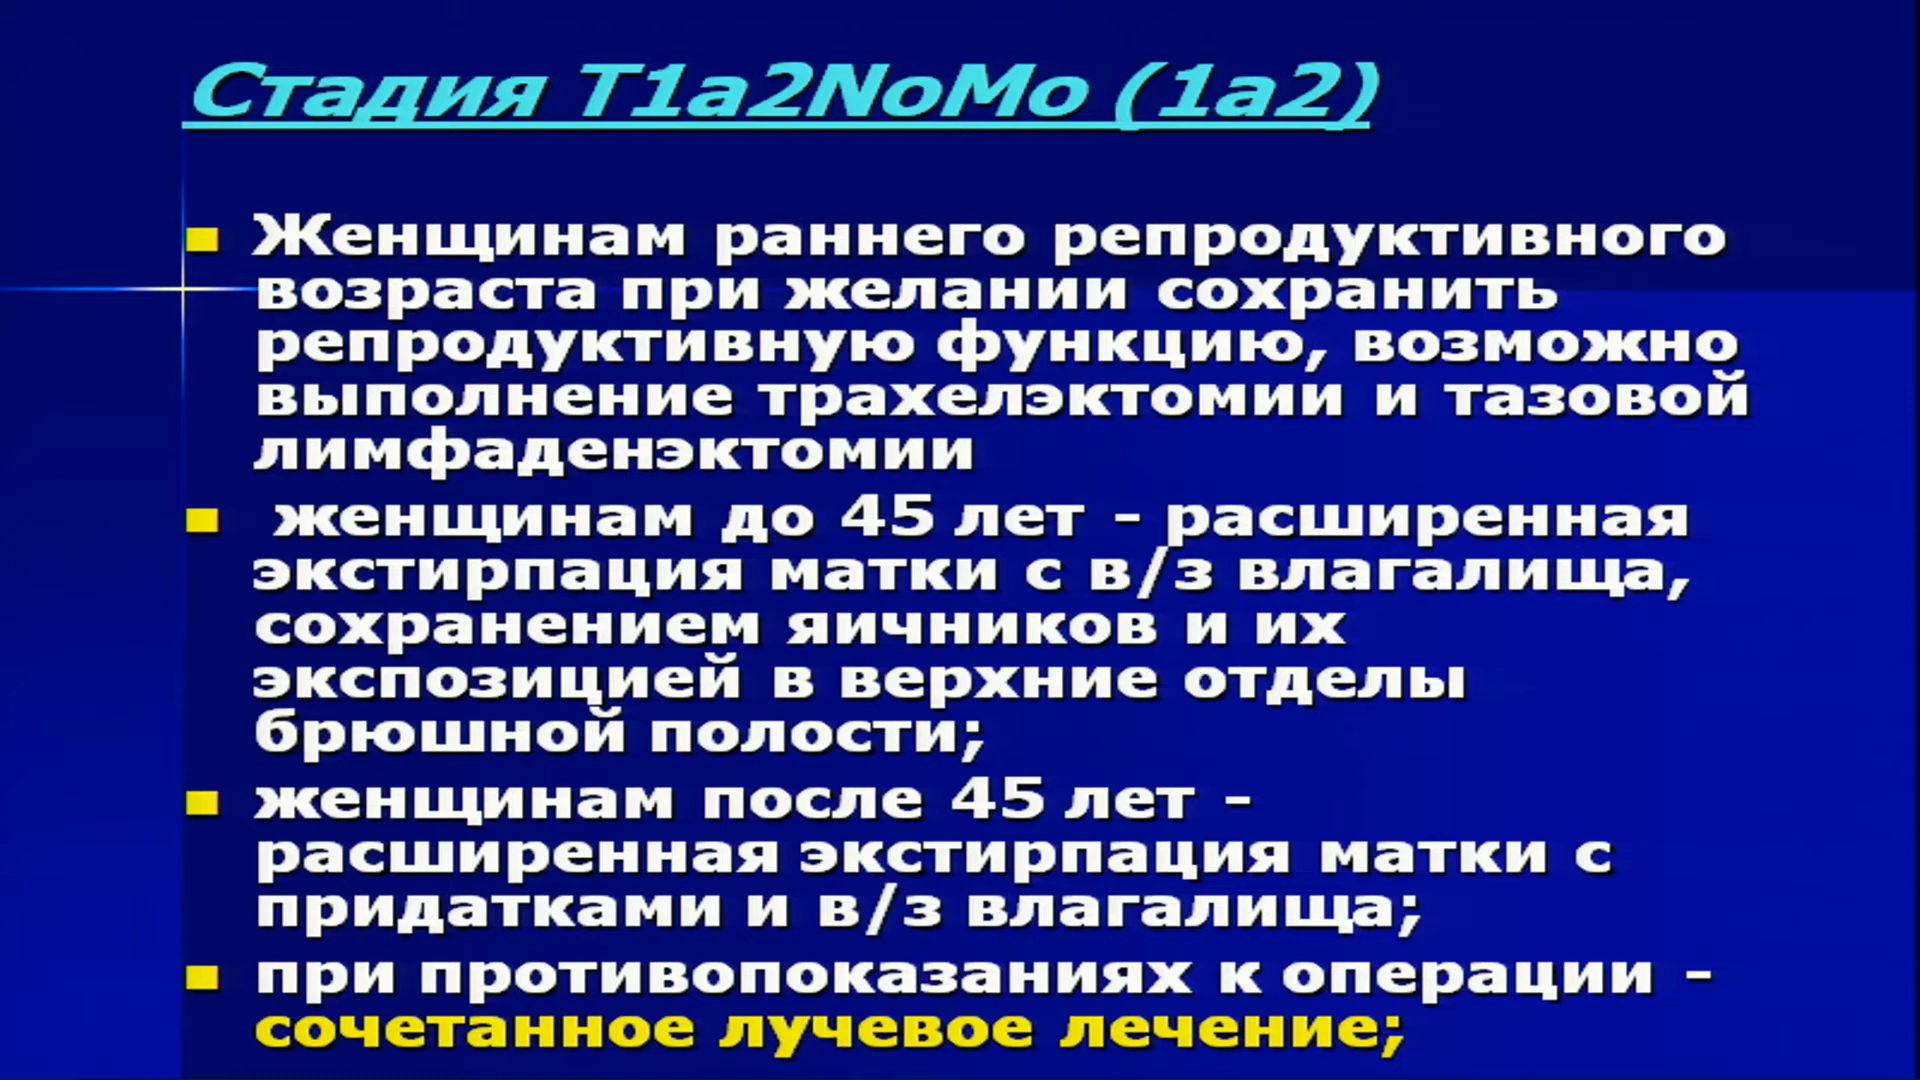 Стадия T1a2NoMo (1a2)
Женщинам раннего репродуктивного
возраста при желании сохранить
репродуктивную функцию, возможно
выполнение трахелэктомии и тазовой
лимфаденэктомии
женщинам до 45 лет - расширенная
экстирпация матки с в/з влагалища,
сохранением яичников и их
экспозицией в верхние отделы
брюшной полости;
женщинам после 45 лет -
расширенная экстирпация матки с
придатками и в/з влагалища;
при противопоказаниях к операции -
сочетанное лучевое лечение;